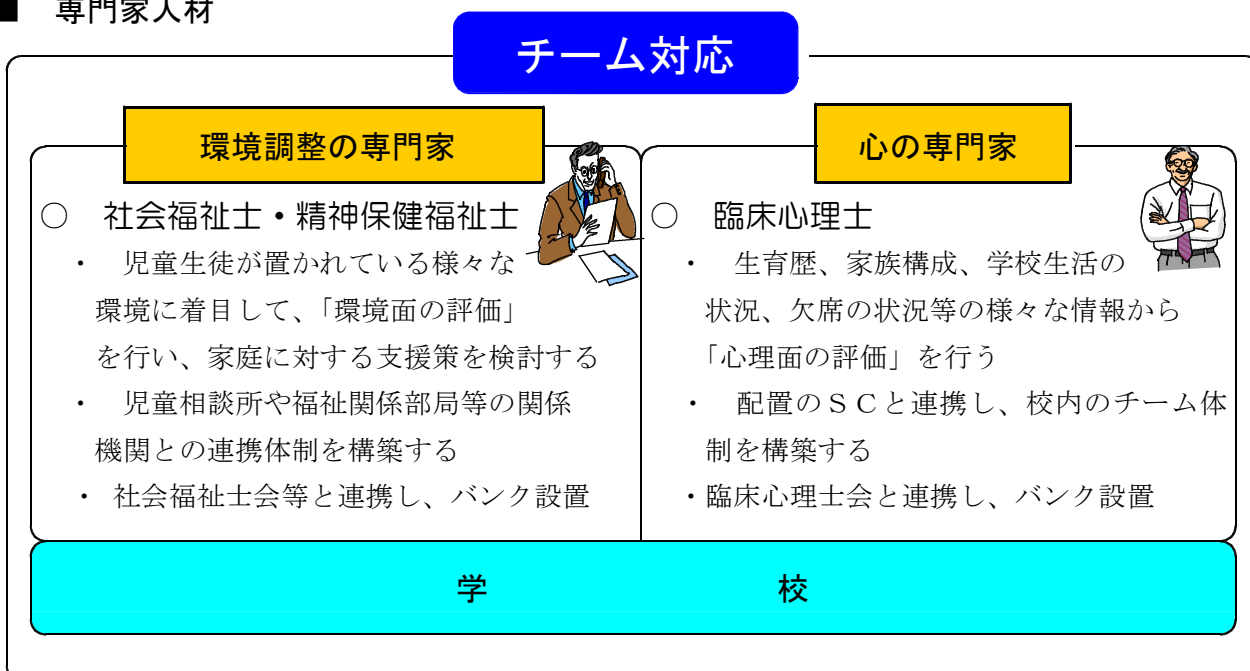 ■ 専門家人材
チーム対応
環境調整の専門家
○ 社会福祉士・精神保健福祉士
・ 児童生徒が置かれている様々な
環境に着目して、「環境面の評価」
を行い、家庭に対する支援策を検討する
・ 児童相談所や福祉関係部局等の関係
機関との連携体制を構築する
・ 社会福祉士会等と連携し、バンク設置
心の専門家
○ 臨床心理士
・ 生育歴、家族構成、学校生活の
状況、欠席の状況等の様々な情報から
「心理面の評価」を行う
・ 配置のＳＣと連携し、校内のチーム体
制を構築する
・臨床心理士会と連携し、バンク設置
学 校